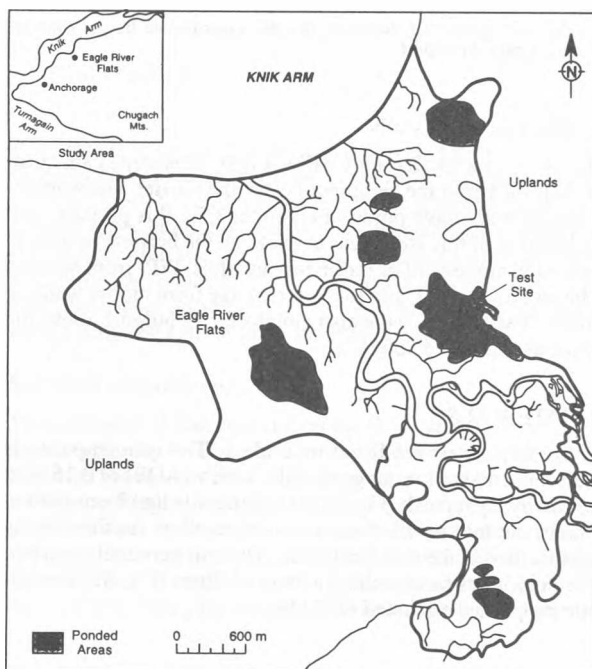 Knik
Arm
Eagle River
Flats
Anchorage
Turnagain
Arm
Chugach
Mts.
Study Area
KNIK ARM
N
Uplands
Test
Site
Eagle River
Flats
Uplands
Ponded
Areas
0 600 m